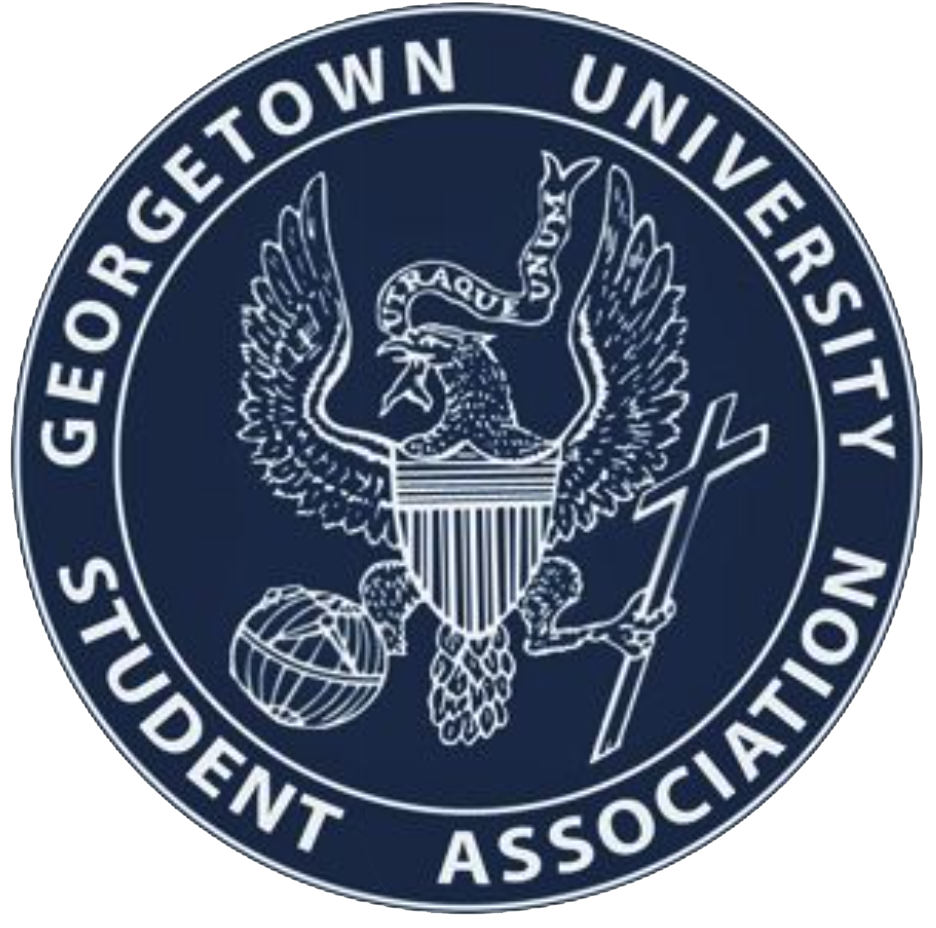 GEORGETOWN UNIVERSITY
STUDENT ASSOCIATION
UTRAQUE UNUM